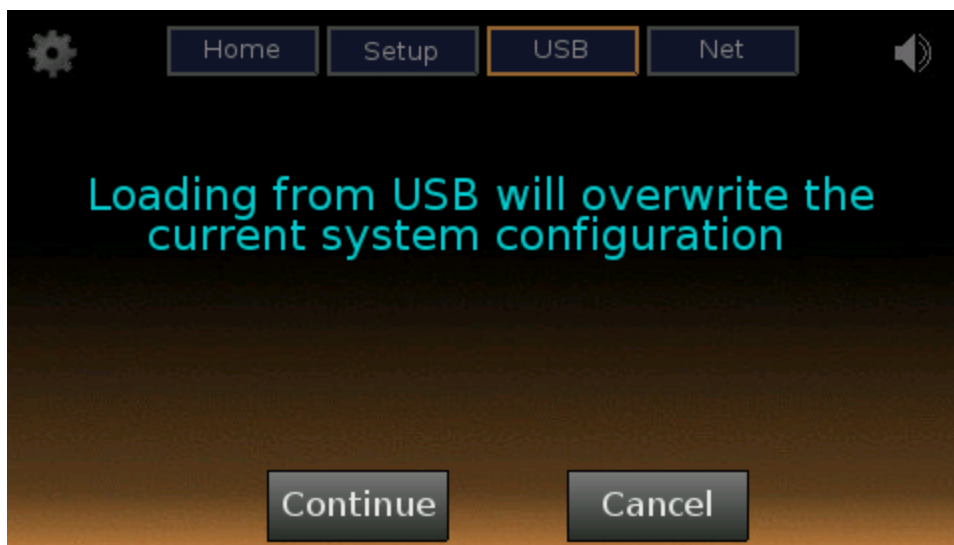 Home Setup USB Net
Loading from USB will overwrite the
current system configuration
Continue Cancel